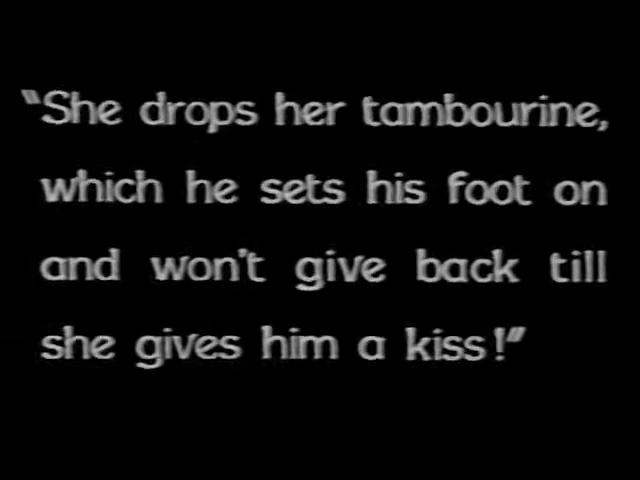 "She drops her tambourine,
which he sets his foot on
and won't give back till
she gives him a kiss!"